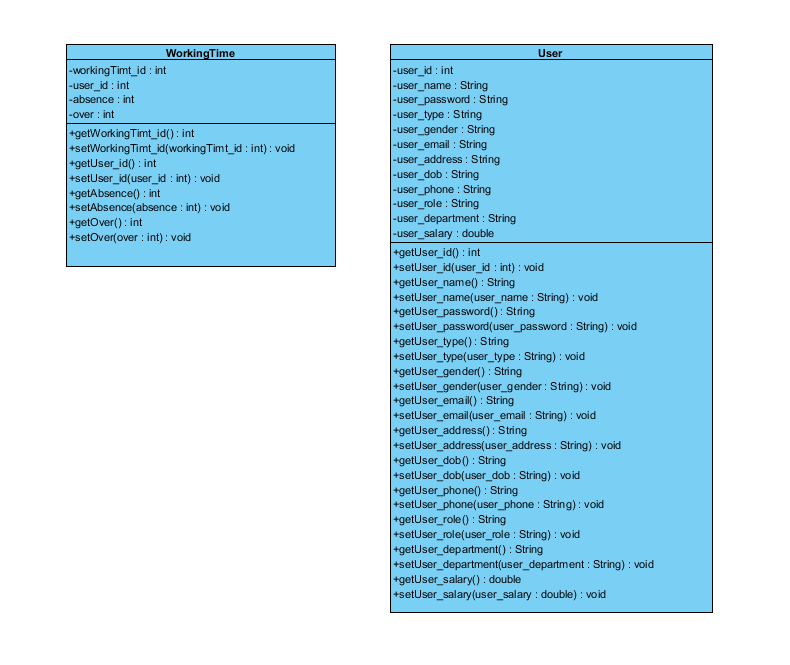 WorkingTime
-workingTimt_id : int
-user_id : int
-absence : int
-over : int
+getWorkingTimt_id() : int
+setWorkingTimt_id(workingTimt_id : int) : void
+getUser_id() : int
+setUser_id(user_id : int) : void
+getAbsence() : int
+setAbsence(absence : int) : void
+getOver() : int
+setOver(over : int) : void
User
-user_id : int
-user_name : String
-user_password : String
-user_type : String
-user_gender : String
-user_email : String
-user_address : String
-user_dob : String
-user_phone : String
-user_role : String
-user_department : String
-user_salary : double
+getUser_id() : int
+setUser_id(user_id : int) : void
+getUser_name() : String
+setUser_name(user_name : String) : void
+getUser_password() : String
+setUser_password(user_password : String) : void
+getUser_type() : String
+setUser_type(user_type : String) : void
+getUser_gender() : String
+setUser_gender(user_gender : String) : void
+getUser_email() : String
+setUser_email(user_email : String) : void
+getUser_address() : String
+setUser_address(user_address : String) : void
+getUser_dob() : String
+setUser_dob(user_dob : String) : void
+getUser_phone() : String
+setUser_phone(user_phone : String) : void
+getUser_role() : String
+setUser_role(user_role : String) : void
+getUser_department() : String
+setUser_department(user_department : String) : void
+getUser_salary() : double
+setUser_salary(user_salary : double) : void